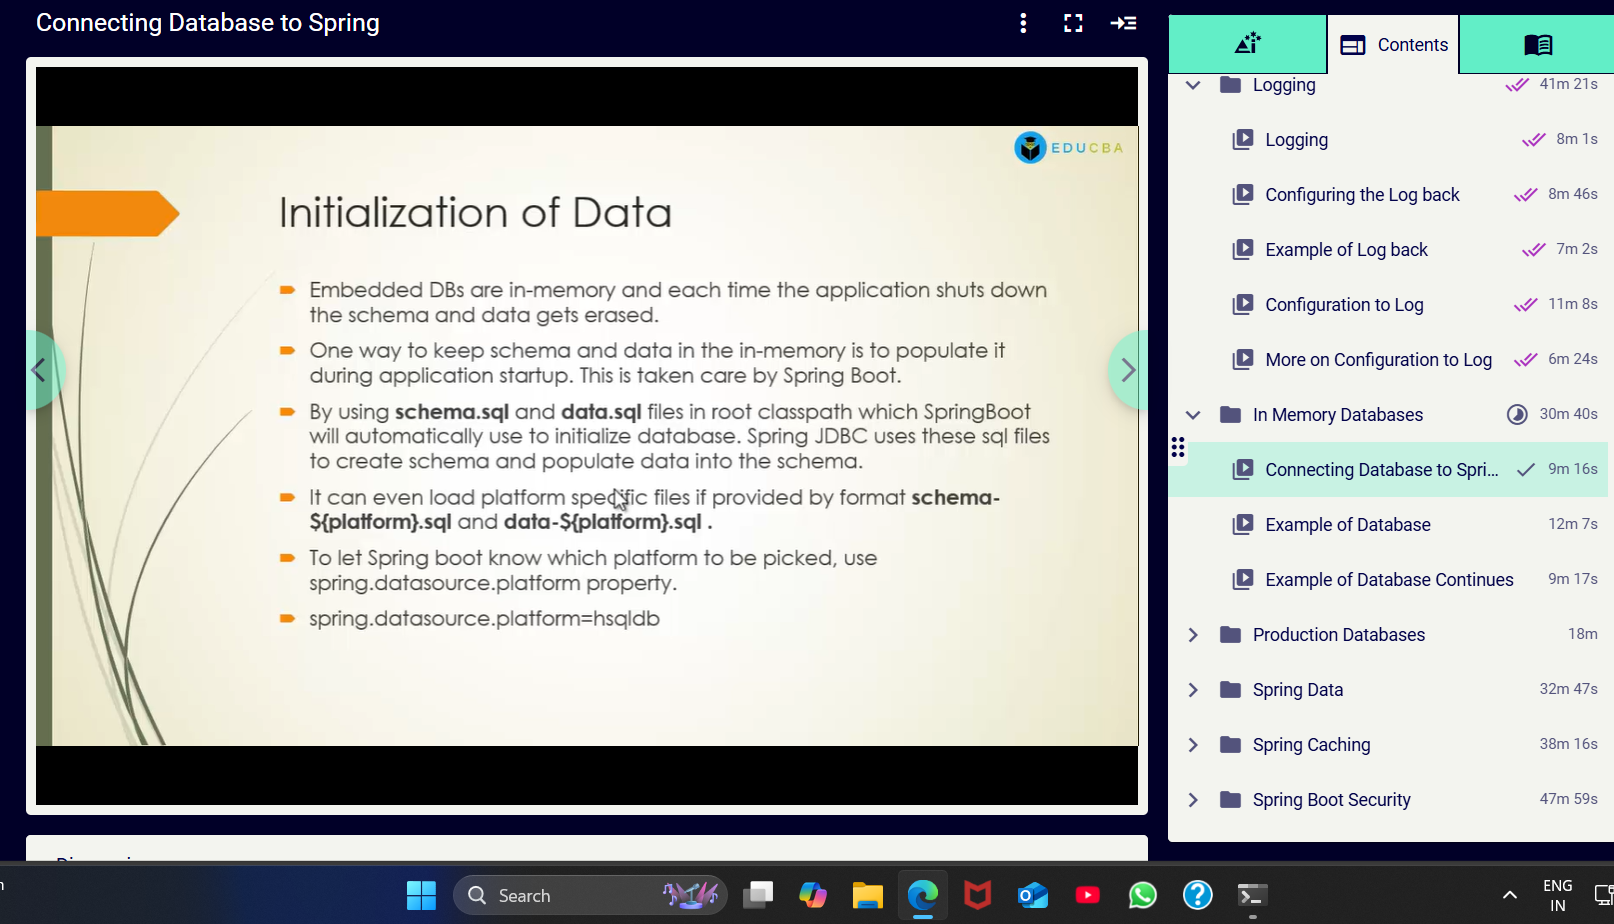 Connecting Database to Spring
EDUCBA
Initialization of Data
Embedded DBs are in-memory and each time the application shuts down
the schema and data gets erased.
One way to keep schema and data in the in-memory is to populate it
during application startup. This is taken care by Spring Boot.
By using schema.sql and data.sql files in root classpath which SpringBoot
will automatically use to initialize database. Spring JDBC uses these sql files
to create schema and populate data into the schema.
It can even load platform specific files if provided by format schema-
${platform}.sql and data-${platform}.sql .
To let Spring boot know which platform to be picked, use
spring.datasource.platform property.
spring.datasource.platform=hsqldb
Contents
Logging 41m 21s
Logging 8m 1s
Configuring the Log back 8m 46s
Example of Log back 7m 2s
Configuration to Log 11m 8s
More on Configuration to Log 6m 24s
In Memory Databases 30m 40s
Connecting Database to Spri... 9m 16s
Example of Database 12m 7s
Example of Database Continues 9m 17s
Production Databases 18m
Spring Data 32m 47s
Spring Caching 38m 16s
Spring Boot Security 47m 59s
Search
ENG
IN